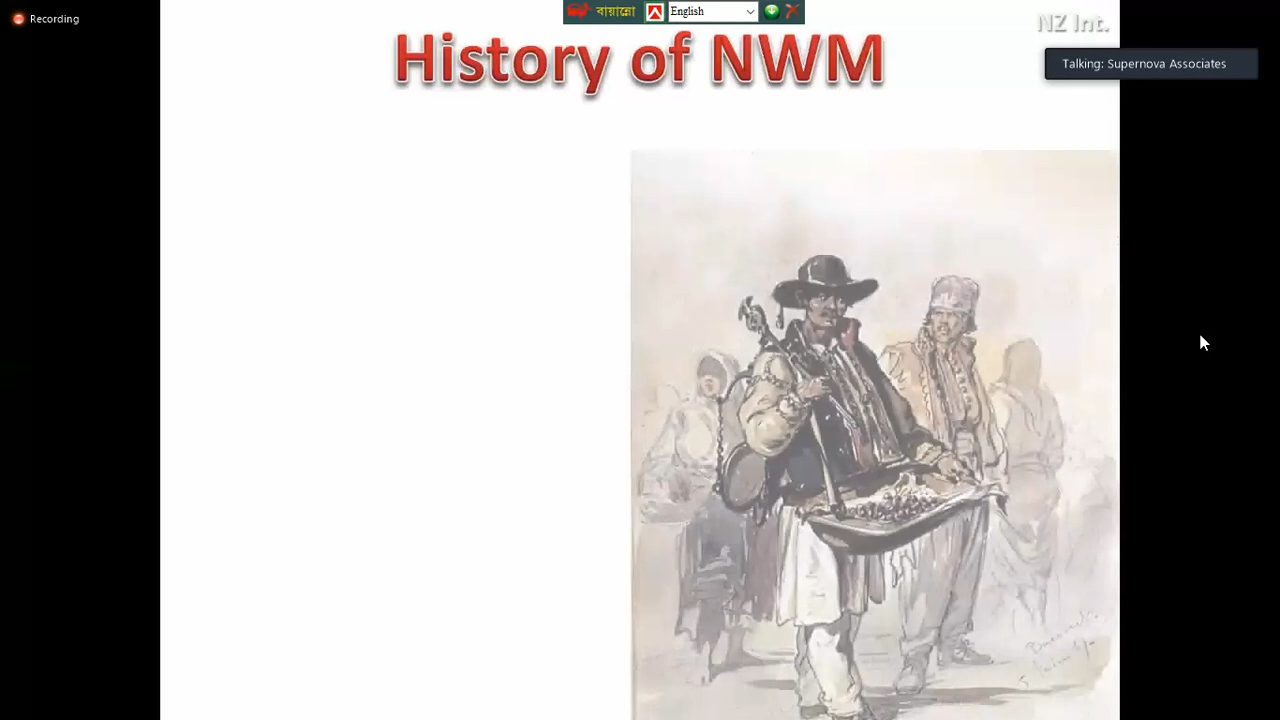 Recording
বায়ান্নো
English
NZ Int.
History of NWM
Talking: Supernova Associates